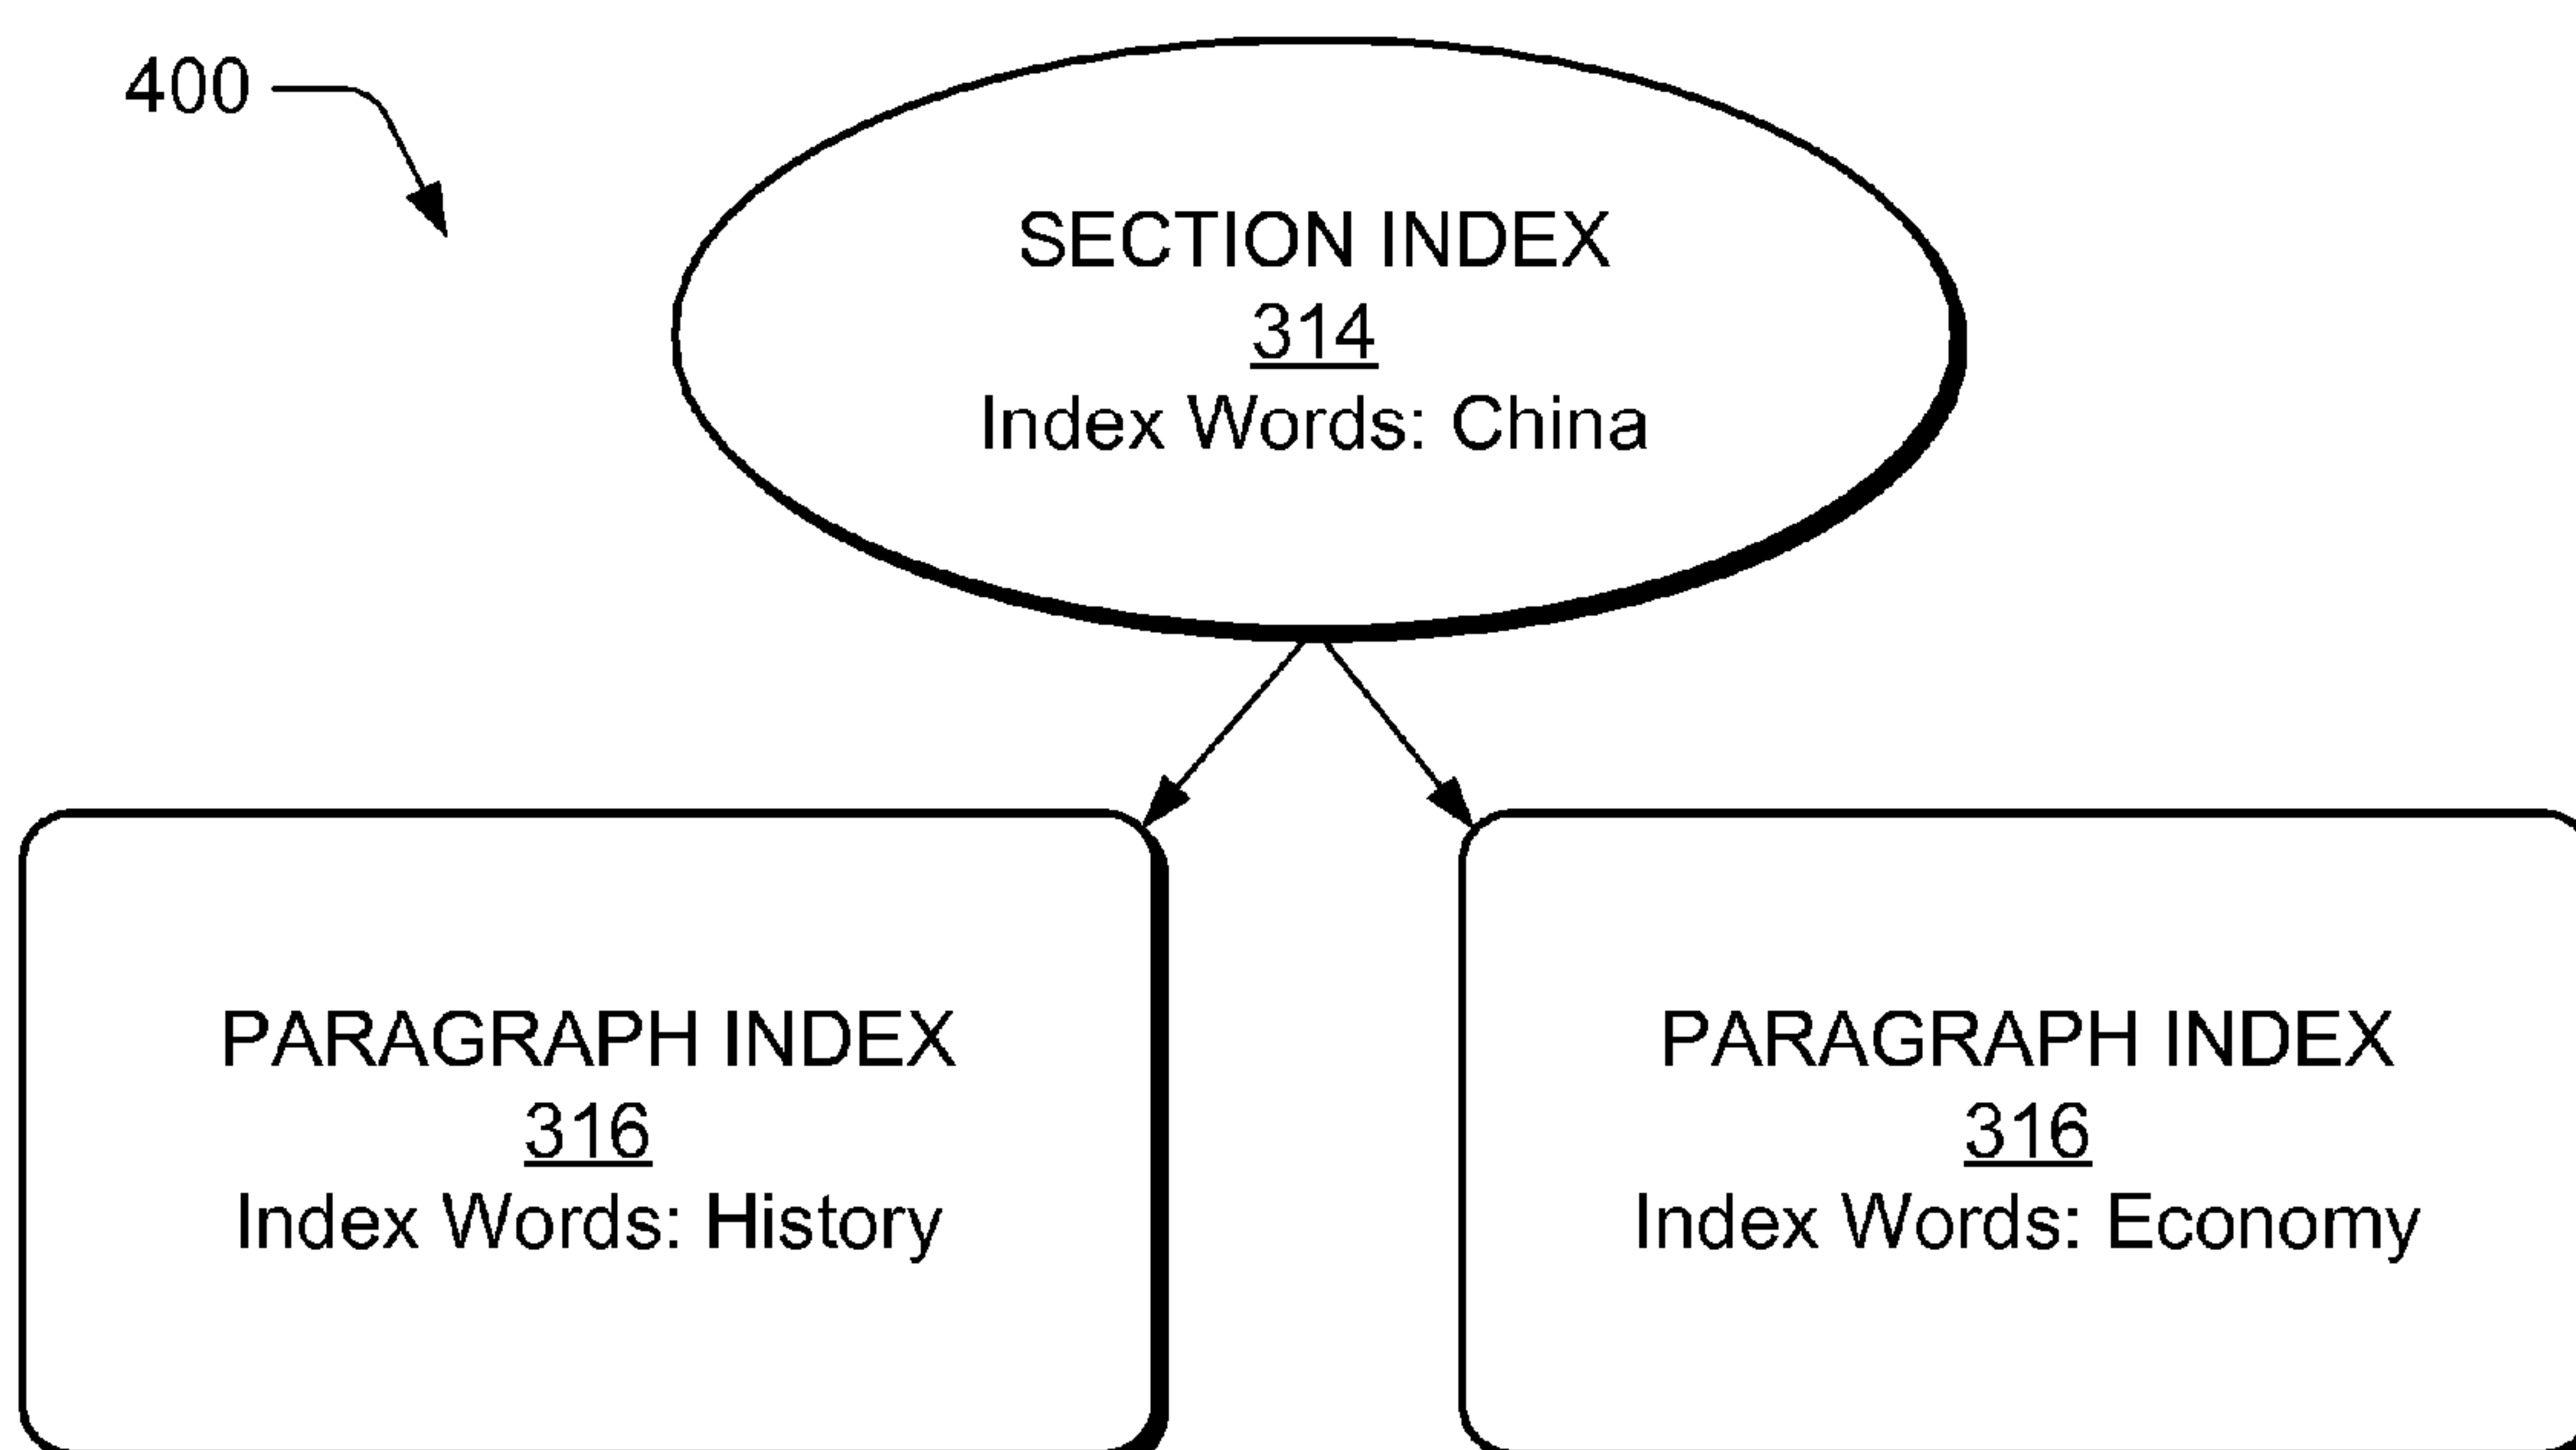 400
SECTION INDEX
314
Index Words: China
PARAGRAPH INDEX
316
Index Words: History
PARAGRAPH INDEX
316
Index Words: Economy